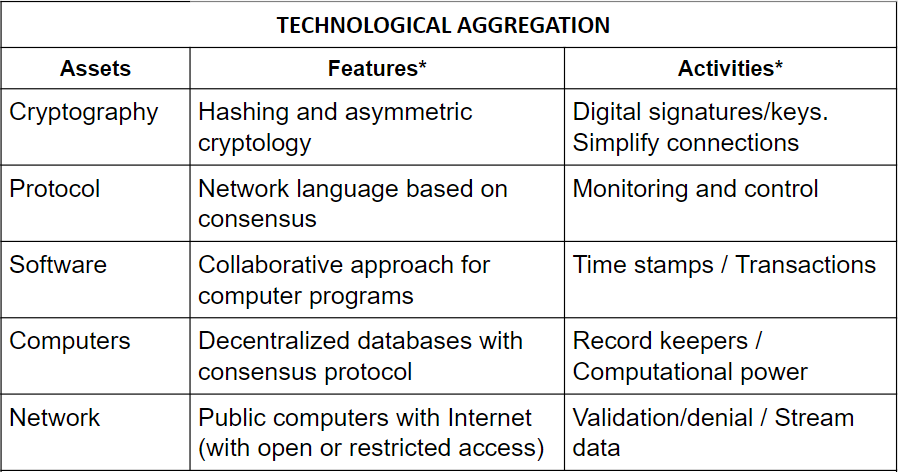 TECHNOLOGICAL AGGREGATION
Assets Features* Activities*
Cryptography Hashing and asymmetric Digital signatures/keys.
cryptology Simplify connections
Protocol Network language based on Monitoring and control
consensus
Software Collaborative approach for Time stamps / Transactions
computer programs
Computers Decentralized databases with Record keepers /
consensus protocol Computational power
Network Public computers with Internet Validation/denial / Stream
(with open or restricted access) data